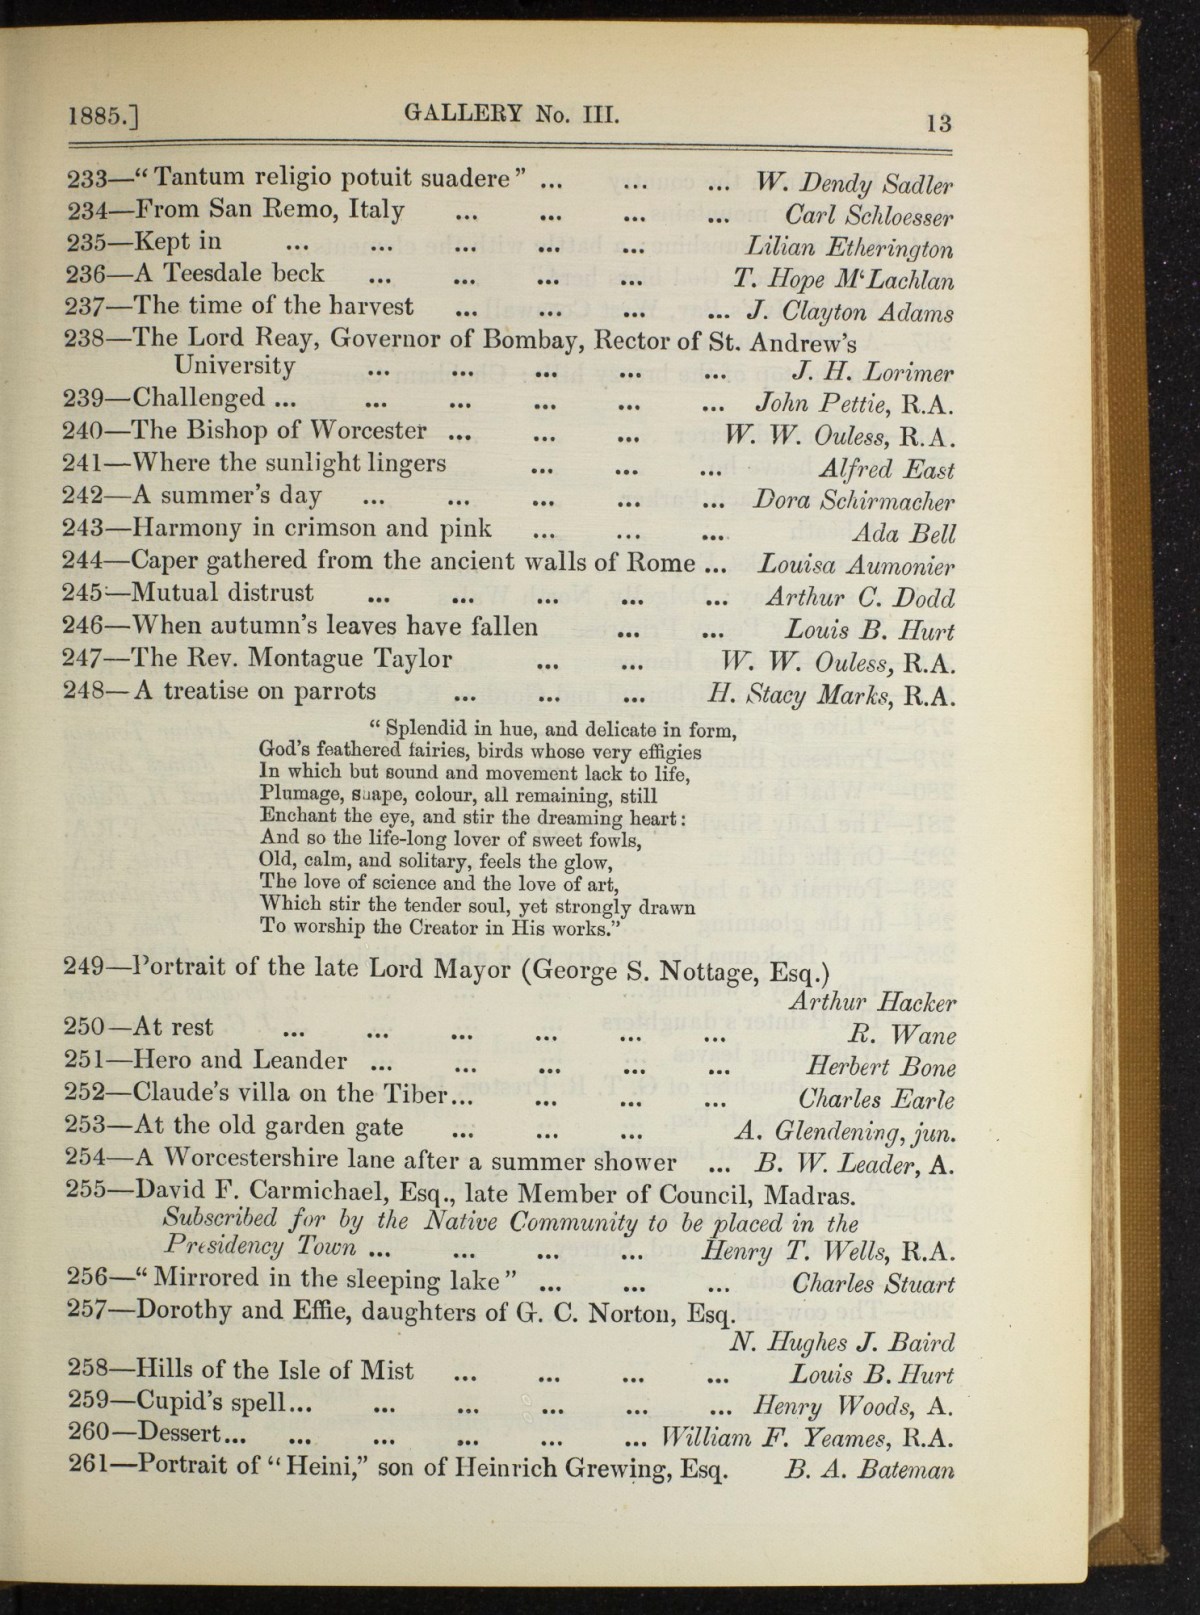 1885.] GALLERY No. III. 13
233—“Tantum religio potuit suadere” ... ... ... W. Dendy Sadler
234—From San Remo, Italy ... ... ... ... Carl Schloesser
235—Kept in ... ... ... ... ... Lilian Etherington
236—A Teesdale beck ... ... ... ... T. Hope M‘Lachlan
237—The time of the harvest ... ... ... ... J. Clayton Adams
238—The Lord Reay, Governor of Bombay, Rector of St. Andrew’s
University ... ... ... ... ... J. H. Lorimer
239—Challenged ... ... ... ... ... ... John Pettie, R.A.
240—The Bishop of Worcester ... ... ... W. W. Ouless, R.A.
241—Where the sunlight lingers ... ... ... Alfred East
242—A summer’s day ... ... ... ... ... Dora Schirmacher
243—Harmony in crimson and pink ... ... ... Ada Bell
244—Caper gathered from the ancient walls of Rome ... Louisa Aumonier
245—Mutual distrust ... ... ... ... ... Arthur C. Dodd
246—When autumn’s leaves have fallen ... ... Louis B. Hurt
247—The Rev. Montague Taylor ... ... W. W. Ouless, R.A.
248—A treatise on parrots ... ... ... H. Stacy Marks, R.A.
“Splendid in hue, and delicate in form,
God’s feathered fairies, birds whose very effigies
In which but sound and movement lack to life,
Plumage, shape, colour, all remaining, still
Enchant the eye, and stir the dreaming heart:
And so the life-long lover of sweet fowls,
Old, calm, and solitary, feels the glow,
The love of science and the love of art,
Which stir the tender soul, yet strongly drawn
To worship the Creator in His works.”
249—Portrait of the late Lord Mayor (George S. Nottage, Esq.)
Arthur Hacker
250—At rest ... ... ... ... ... ... R. Wane
251—Hero and Leander ... ... ... ... ... Herbert Bone
252—Claude’s villa on the Tiber... ... ... ... Charles Earle
253—At the old garden gate ... ... ... A. Glendening, jun.
254—A Worcestershire lane after a summer shower ... B. W. Leader, A.
255—David F. Carmichael, Esq., late Member of Council, Madras.
Subscribed for by the Native Community to be placed in the
Presidency Town ... ... ... ... Henry T. Wells, R.A.
256—“Mirrored in the sleeping lake” ... ... ... Charles Stuart
257—Dorothy and Effie, daughters of G. C. Norton, Esq.
N. Hughes J. Baird
258—Hills of the Isle of Mist ... ... ... ... Louis B. Hurt
259—Cupid’s spell... ... ... ... ... ... Henry Woods, A.
260—Dessert... ... ... ... ... ... William F. Yeames, R.A.
261—Portrait of “Heini,” son of Heinrich Grewing, Esq. B. A. Bateman